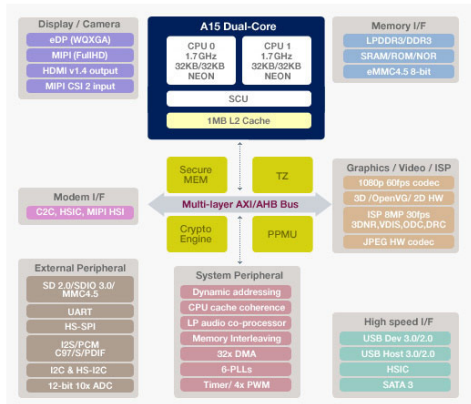 Display / Camera
eDP (WQXGA)
MIPI (FullHD)
HDMI v1.4 output
MIPI CSI 2 input
A15 Dual-Core
CPU 0
1.7GHz
32KB/32KB
NEON
CPU 1
1.7GHz
32KB/32KB
NEON
SCU
1MB L2 Cache
Memory I/F
LPDDR3/DDR3
SRAM/ROM/NOR
eMMC4.5 8-bit
Secure
MEM
TZ
Modem I/F
C2C, HSIC, MIPI HSI
Multi-layer AXI/AHB Bus
Crypto
Engine
PPMU
Graphics / Video / ISP
1080p 60fps codec
3D /OpenVG/ 2D HW
ISP 8MP 30fps
3DNR,VDIS,ODC,DRC
JPEG HW codec
External Peripheral
SD 2.0/SDIO 3.0/
MMC4.5
UART
HS-SPI
I2S/PCM
C97/S/PDIF
I2C & HS-I2C
12-bit 10x ADC
System Peripheral
Dynamic addressing
CPU cache coherence
LP audio co-processor
Memory Interleaving
32x DMA
6-PLLs
Timer/ 4x PWM
High speed I/F
USB Dev 3.0/2.0
USB Host 3.0/2.0
HSIC
SATA 3